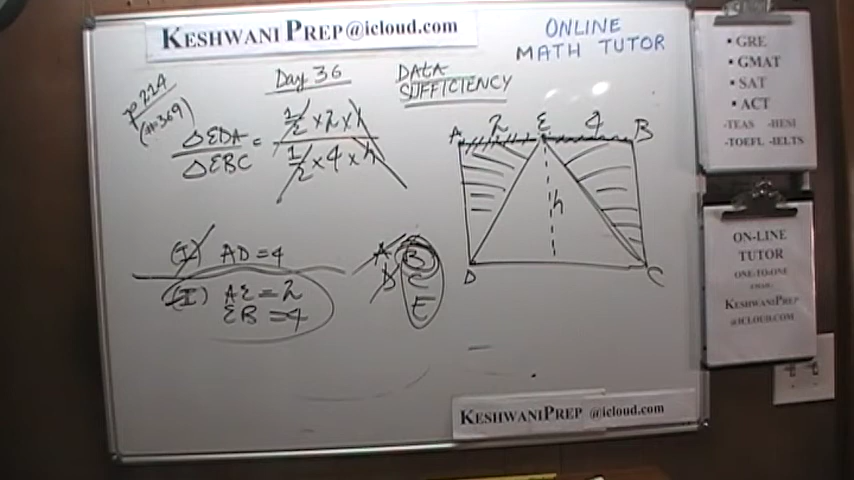 KESHWANI PREP@icloud.com
ONLINE
MATH TUTOR
Day 36
DATA
SUFFICIENCY
p224
(#369)
ΔEDA = 1/2 × 2 × h
ΔEBC 1/2 × 4 × h
A 2 E 4 B
h
D C
(I) AD = 4
(II) AE = 2
EB = 4
A B
D C
E
KESHWANIPREP @icloud.com
• GRE
• GMAT
• SAT
• ACT
-TEAS -HESI
-TOEFL -IELTS
ON-LINE
TUTOR
ONE-TO-ONE
KESHWANIPREP
@ICLOUD.COM